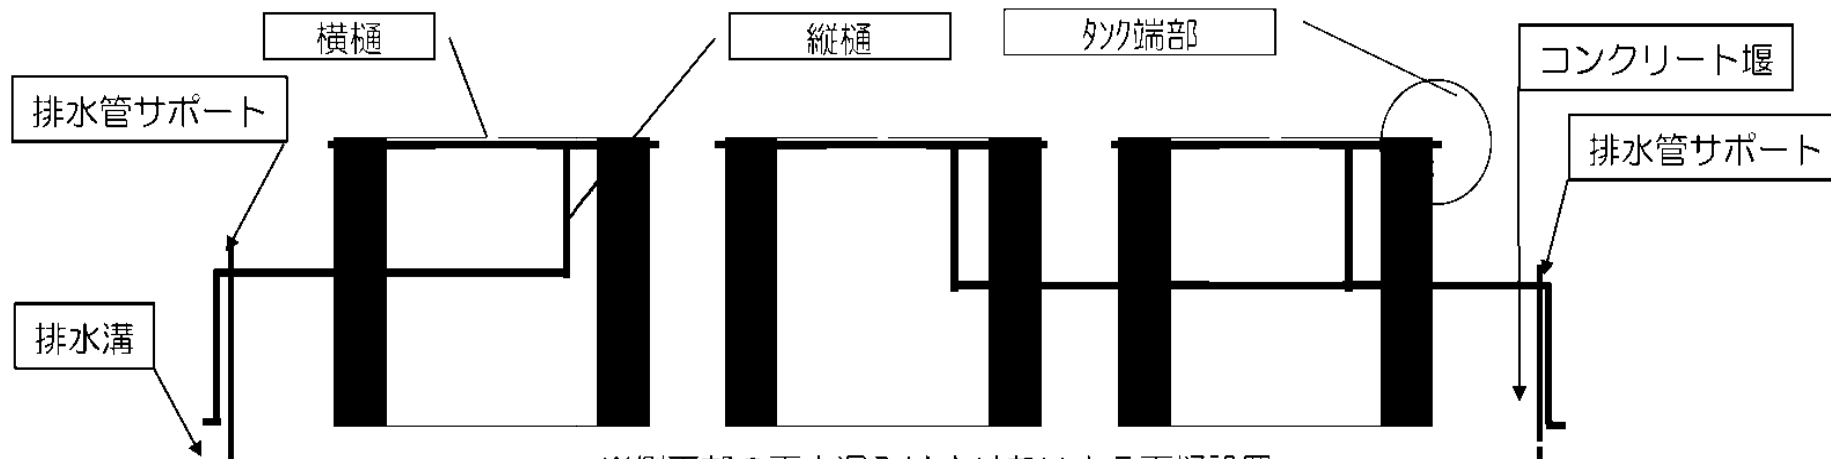 横樋
縦樋
ﾀﾝｸ端部
コンクリート堰
排水管サポート
排水管サポート
排水溝